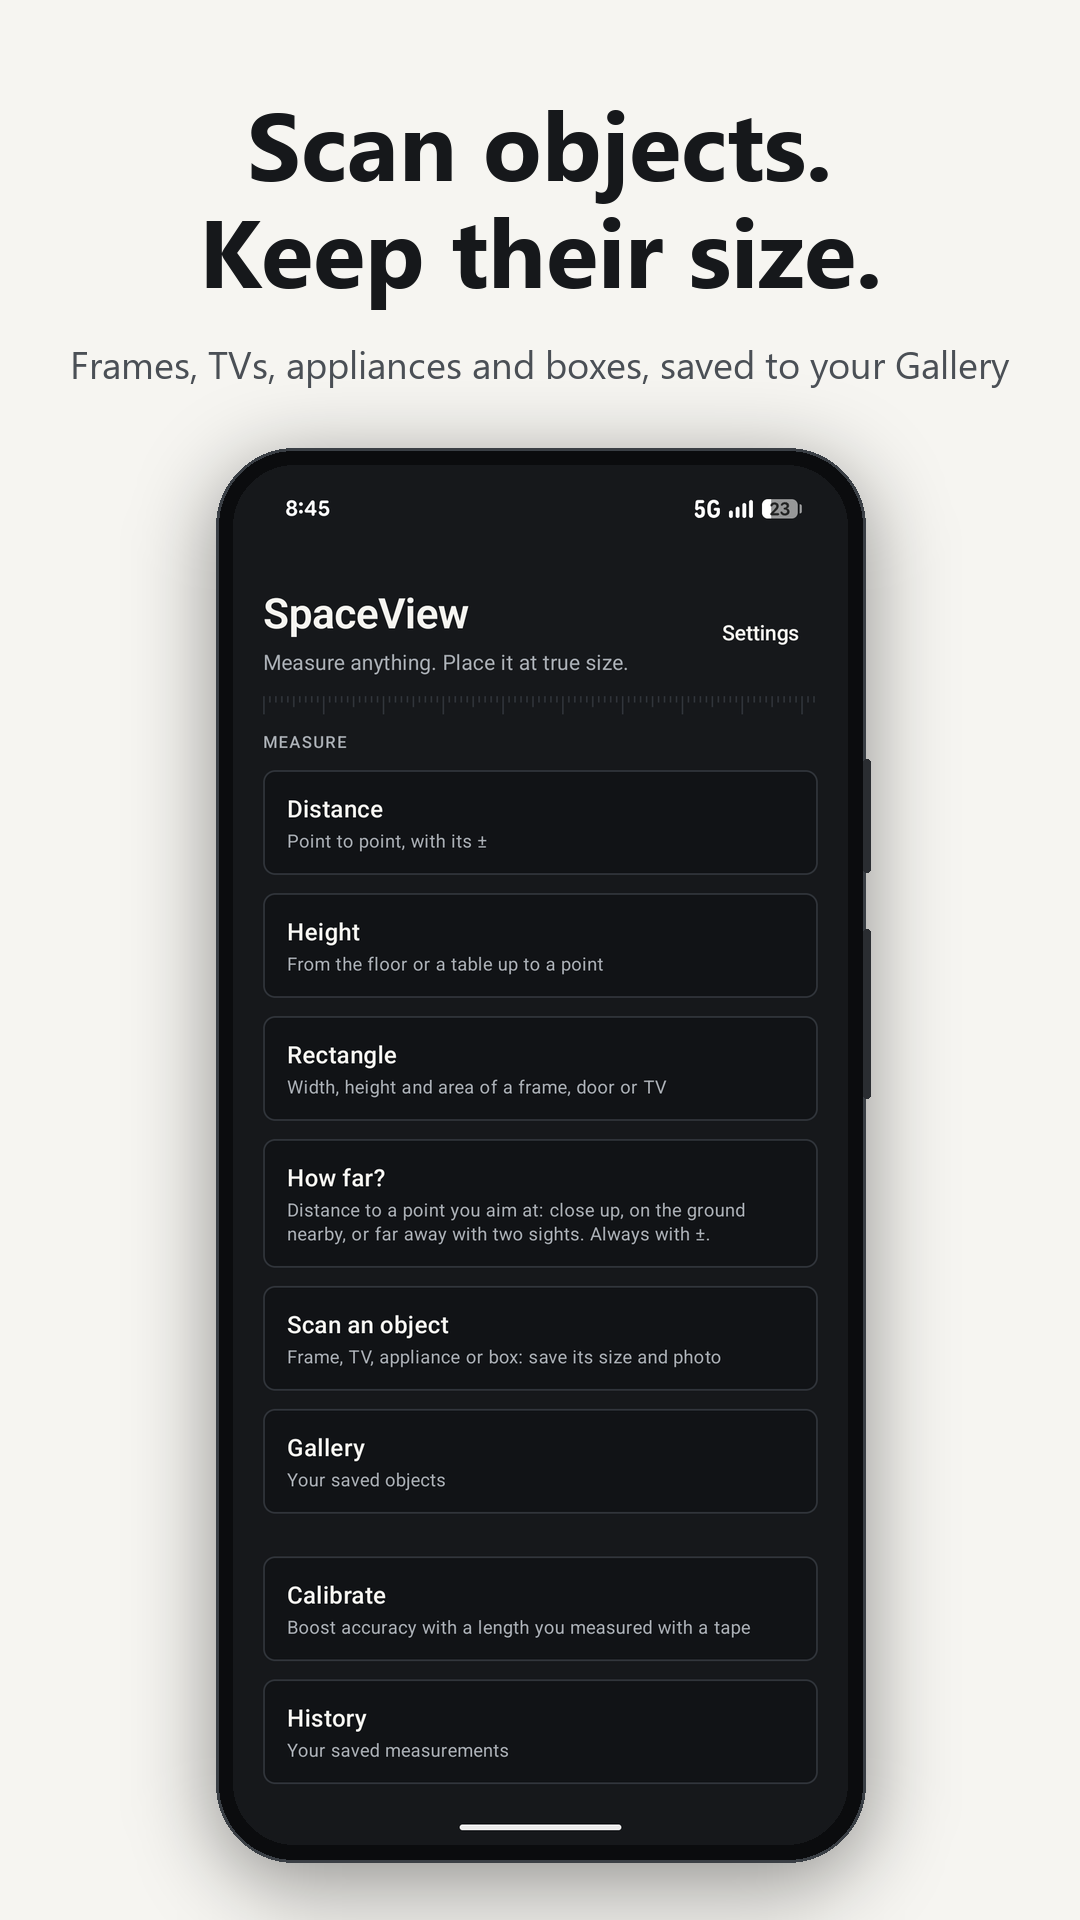 Scan objects.
Keep their size.
Frames, TVs, appliances and boxes, saved to your Gallery
8:45
5G 23
SpaceView
Settings
Measure anything. Place it at true size.
MEASURE
Distance
Point to point, with its ±
Height
From the floor or a table up to a point
Rectangle
Width, height and area of a frame, door or TV
How far?
Distance to a point you aim at: close up, on the ground
nearby, or far away with two sights. Always with ±.
Scan an object
Frame, TV, appliance or box: save its size and photo
Gallery
Your saved objects
Calibrate
Boost accuracy with a length you measured with a tape
History
Your saved measurements